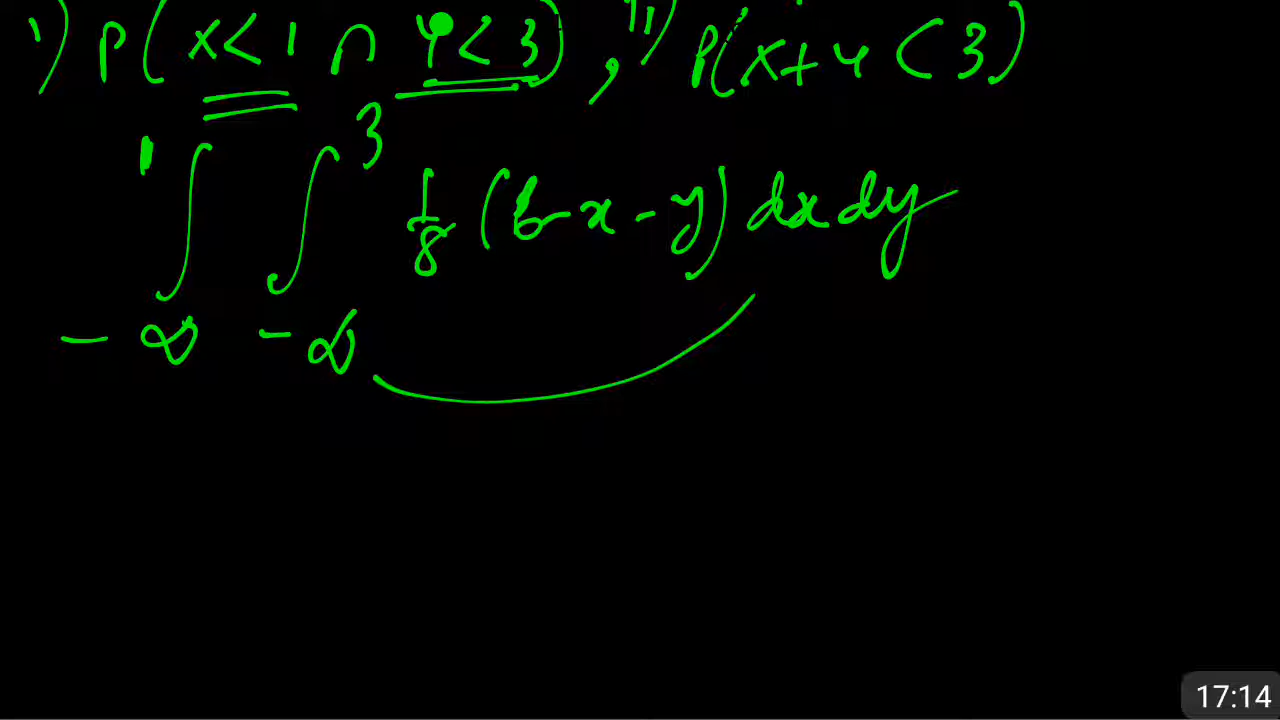 i) P( x < 1 ∩ y < 3 ) , ii) P( x + y < 3 )
∫_{-∞}^{1} ∫_{-∞}^{3} 1/8 (6 - x - y) dx dy
17:14